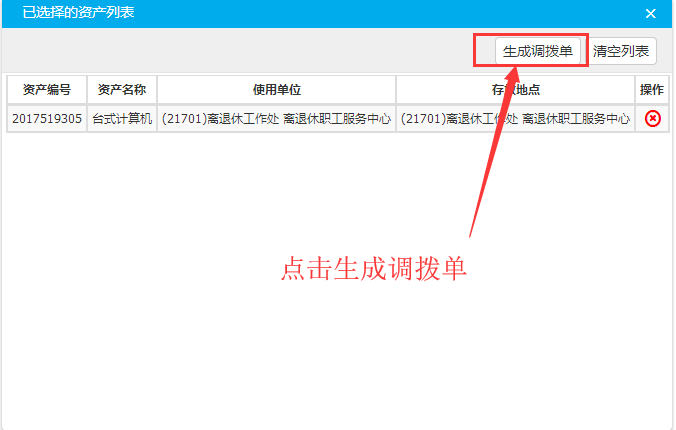 已选择的资产列表
生成调拨单 清空列表
资产编号 资产名称 使用单位 存放地点 操作
2017519305 台式计算机 (21701)离退休工作处 离退休职工服务中心 (21701)离退休工作处 离退休职工服务中心
点击生成调拨单